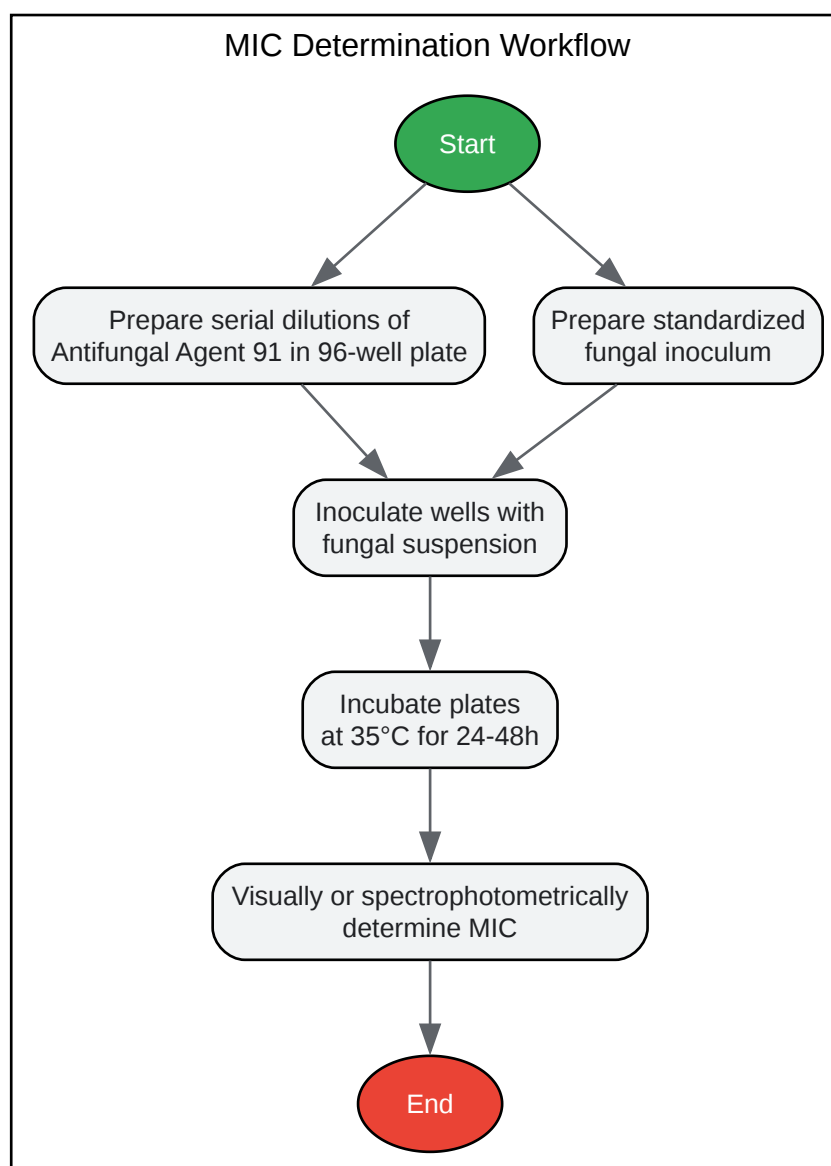 MIC Determination Workflow
Start
Prepare serial dilutions of
Antifungal Agent 91 in 96-well plate
Prepare standardized
fungal inoculum
Inoculate wells with
fungal suspension
Incubate plates
at 35°C for 24-48h
Visually or spectrophotometrically
determine MIC
End